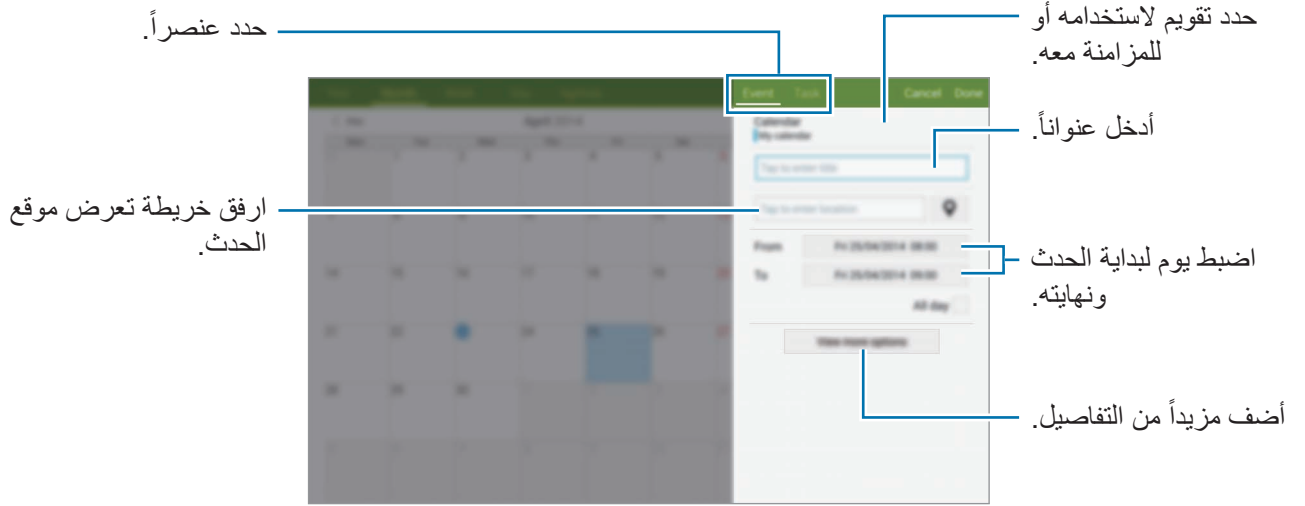 حدد عنصراً.
حدد تقويم لاستخدامه أو
للمزامنة معه.
أدخل عنواناً.
ارفق خريطة تعرض موقع
الحدث.
اضبط يوم لبداية الحدث
ونهايته.
أضف مزيداً من التفاصيل.
Event Task Cancel Done
April 2014
Calendar
My calendar
Tap to enter title
Tap to enter location
From Fri 25/04/2014 08:00
To Fri 25/04/2014 09:00
All day
View more options